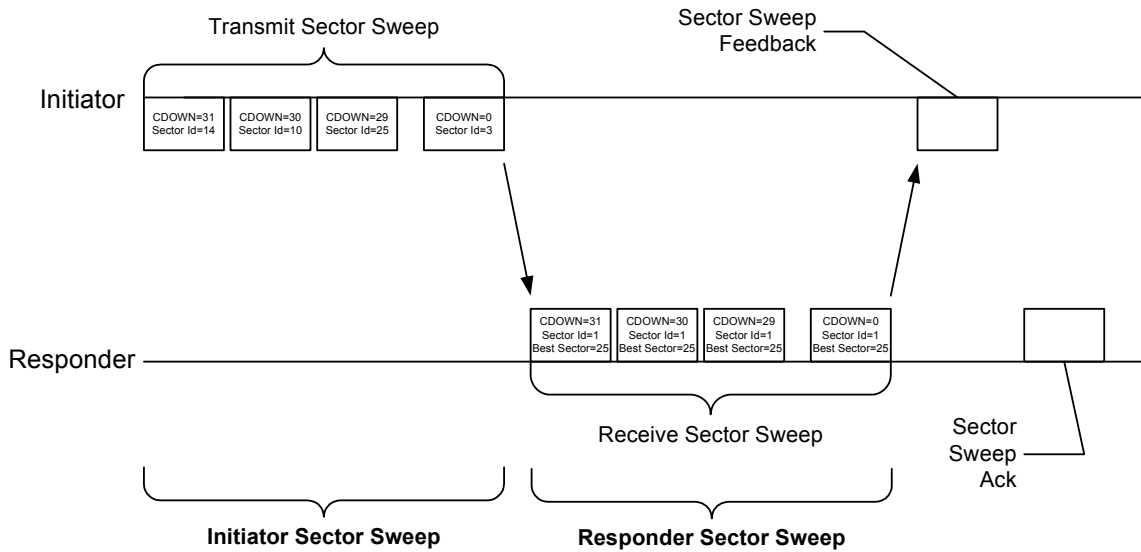 Transmit Sector Sweep
Sector Sweep
Feedback
Initiator
CDOWN=31
Sector Id=14
CDOWN=30
Sector Id=10
CDOWN=29
Sector Id=25
CDOWN=0
Sector Id=3
Responder
CDOWN=31
Sector Id=1
Best Sector=25
CDOWN=30
Sector Id=1
Best Sector=25
CDOWN=29
Sector Id=1
Best Sector=25
CDOWN=0
Sector Id=1
Best Sector=25
Receive Sector Sweep
Sector
Sweep
Ack
Initiator Sector Sweep
Responder Sector Sweep